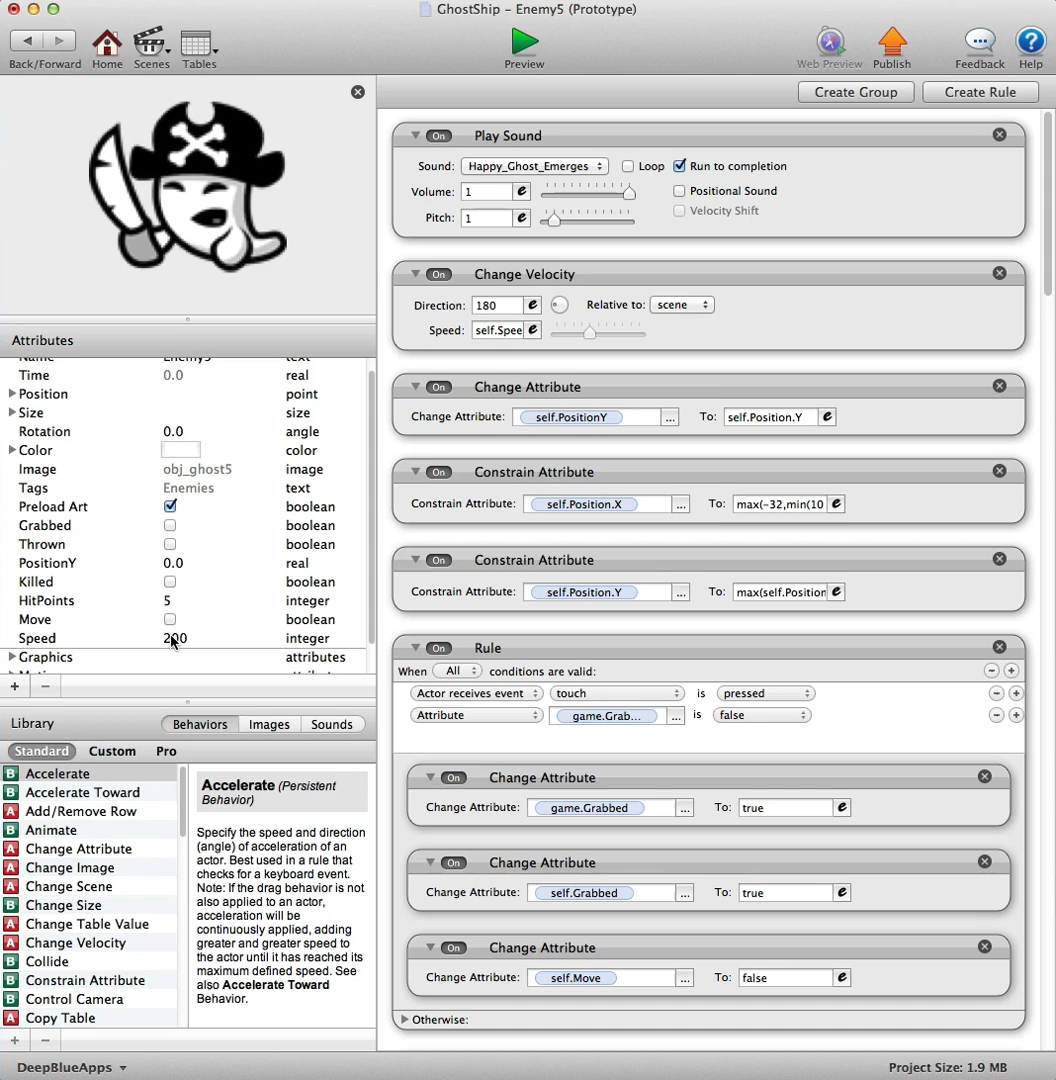 GhostShip – Enemy5 (Prototype)
Back/Forward Home Scenes Tables Preview Web Preview Publish Feedback Help
Create Group Create Rule
On Play Sound
Sound: Happy_Ghost_Emerges Loop Run to completion
Volume: 1 e Positional Sound
Pitch: 1 e Velocity Shift
On Change Velocity
Direction: 180 e Relative to: scene
Speed: self.Spee e
On Change Attribute
Change Attribute: self.PositionY ... To: self.Position.Y e
On Constrain Attribute
Constrain Attribute: self.Position.X ... To: max(-32,min(10 e
On Constrain Attribute
Constrain Attribute: self.Position.Y ... To: max(self.Position e
On Rule
When All conditions are valid:
Actor receives event touch is pressed
Attribute game.Grab... ... is false
On Change Attribute
Change Attribute: game.Grabbed ... To: true e
On Change Attribute
Change Attribute: self.Grabbed ... To: true e
On Change Attribute
Change Attribute: self.Move ... To: false e
Otherwise:
Attributes
Name Enemy5 text
Time 0.0 real
Position point
Size size
Rotation 0.0 angle
Color color
Image obj_ghost5 image
Tags Enemies text
Preload Art boolean
Grabbed boolean
Thrown boolean
PositionY 0.0 real
Killed boolean
HitPoints 5 integer
Move boolean
Speed 200 integer
Graphics attributes
Library Behaviors Images Sounds
Standard Custom Pro
B Accelerate
B Accelerate Toward
A Add/Remove Row
B Animate
A Change Attribute
A Change Image
A Change Scene
B Change Size
A Change Table Value
A Change Velocity
B Collide
B Constrain Attribute
B Control Camera
A Copy Table
Accelerate (Persistent
Behavior)
Specify the speed and direction
(angle) of acceleration of an
actor. Best used in a rule that
checks for a keyboard event.
Note: If the drag behavior is not
also applied to an actor,
acceleration will be
continuously applied, adding
greater and greater speed to
the actor until it has reached its
maximum defined speed. See
also Accelerate Toward
Behavior.
DeepBlueApps Project Size: 1.9 MB